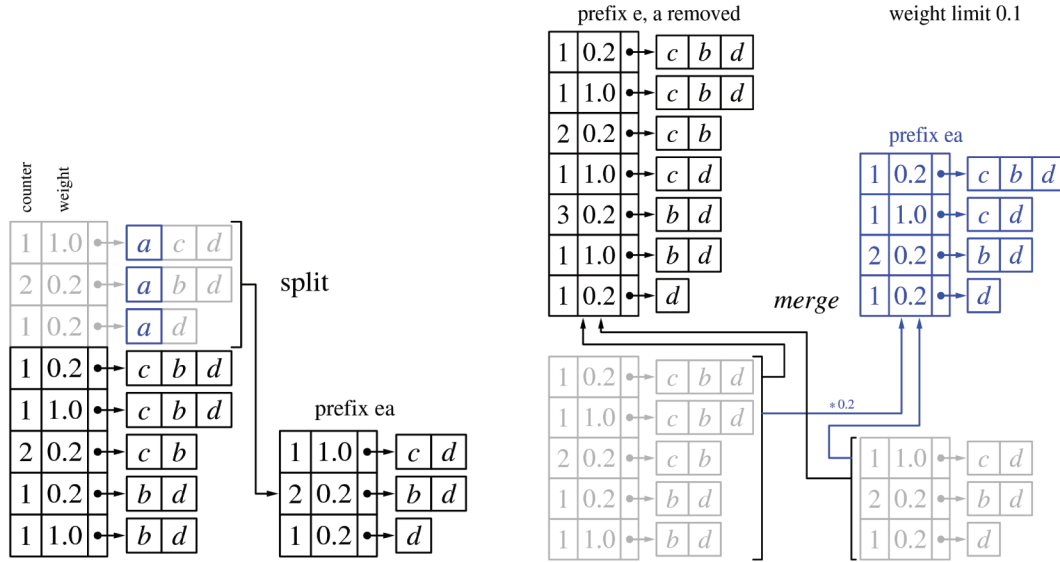 prefix e, a removed
weight limit 0.1
1 0.2 c b d
1 1.0 c b d
2 0.2 c b
1 1.0 c d
3 0.2 b d
1 1.0 b d
1 0.2 d
prefix ea
1 0.2 c b d
1 1.0 c d
2 0.2 b d
1 0.2 d
merge
counter
weight
1 1.0 a c d
2 0.2 a b d
1 0.2 a d
1 0.2 c b d
1 1.0 c b d
2 0.2 c b
1 0.2 b d
1 1.0 b d
split
prefix ea
1 1.0 c d
2 0.2 b d
1 0.2 d
1 0.2 c b d
1 1.0 c b d
2 0.2 c b
1 0.2 b d
1 1.0 b d
* 0.2
1 1.0 c d
2 0.2 b d
1 0.2 d